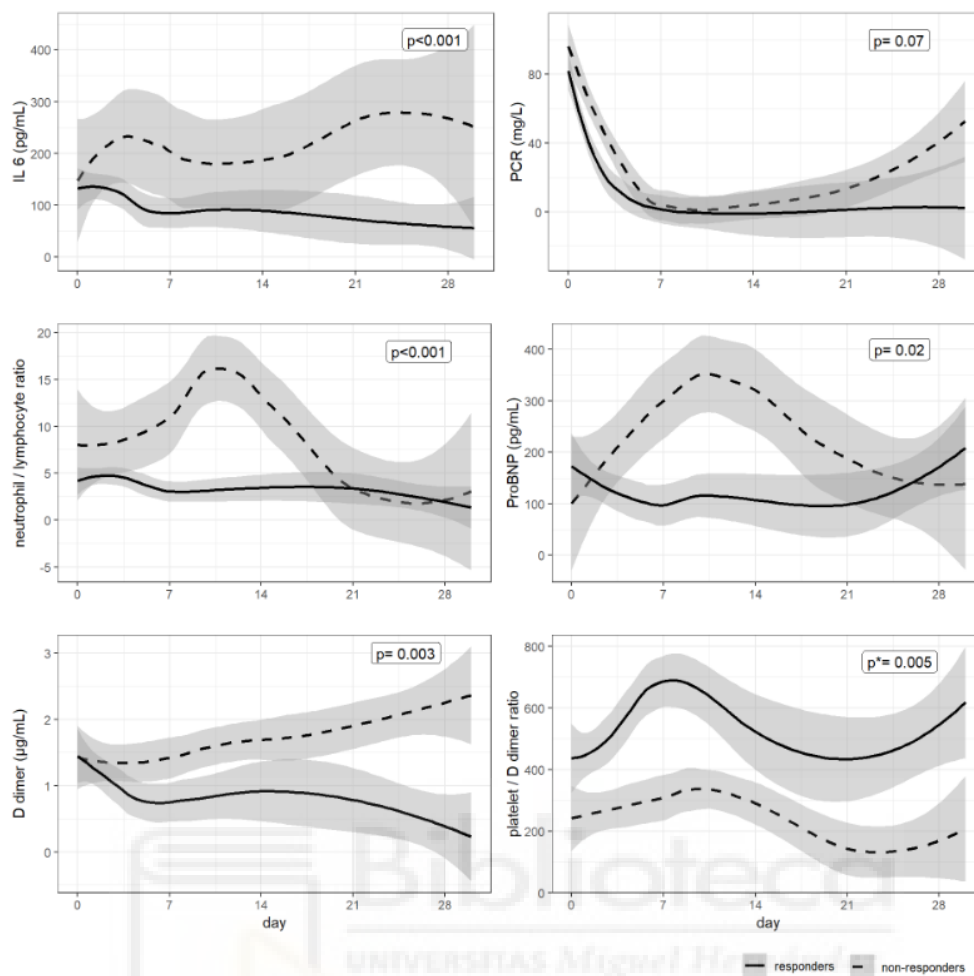 IL 6 (pg/mL)
400
300
200
100
0
p<0.001
0 7 14 21 28
PCR (mg/L)
80
40
0
p= 0.07
0 7 14 21 28
neutrophil / lymphocyte ratio
20
15
10
5
0
-5
p<0.001
0 7 14 21 28
ProBNP (pg/mL)
400
300
200
100
0
p= 0.02
0 7 14 21 28
D dimer (µg/mL)
3
2
1
0
p= 0.003
0 7 14 21 28
day
platelet / D dimer ratio
800
600
400
200
0
p*= 0.005
0 7 14 21 28
day
Biblioteca
UNIVERSITAS Miguel Hernández
responders non-responders